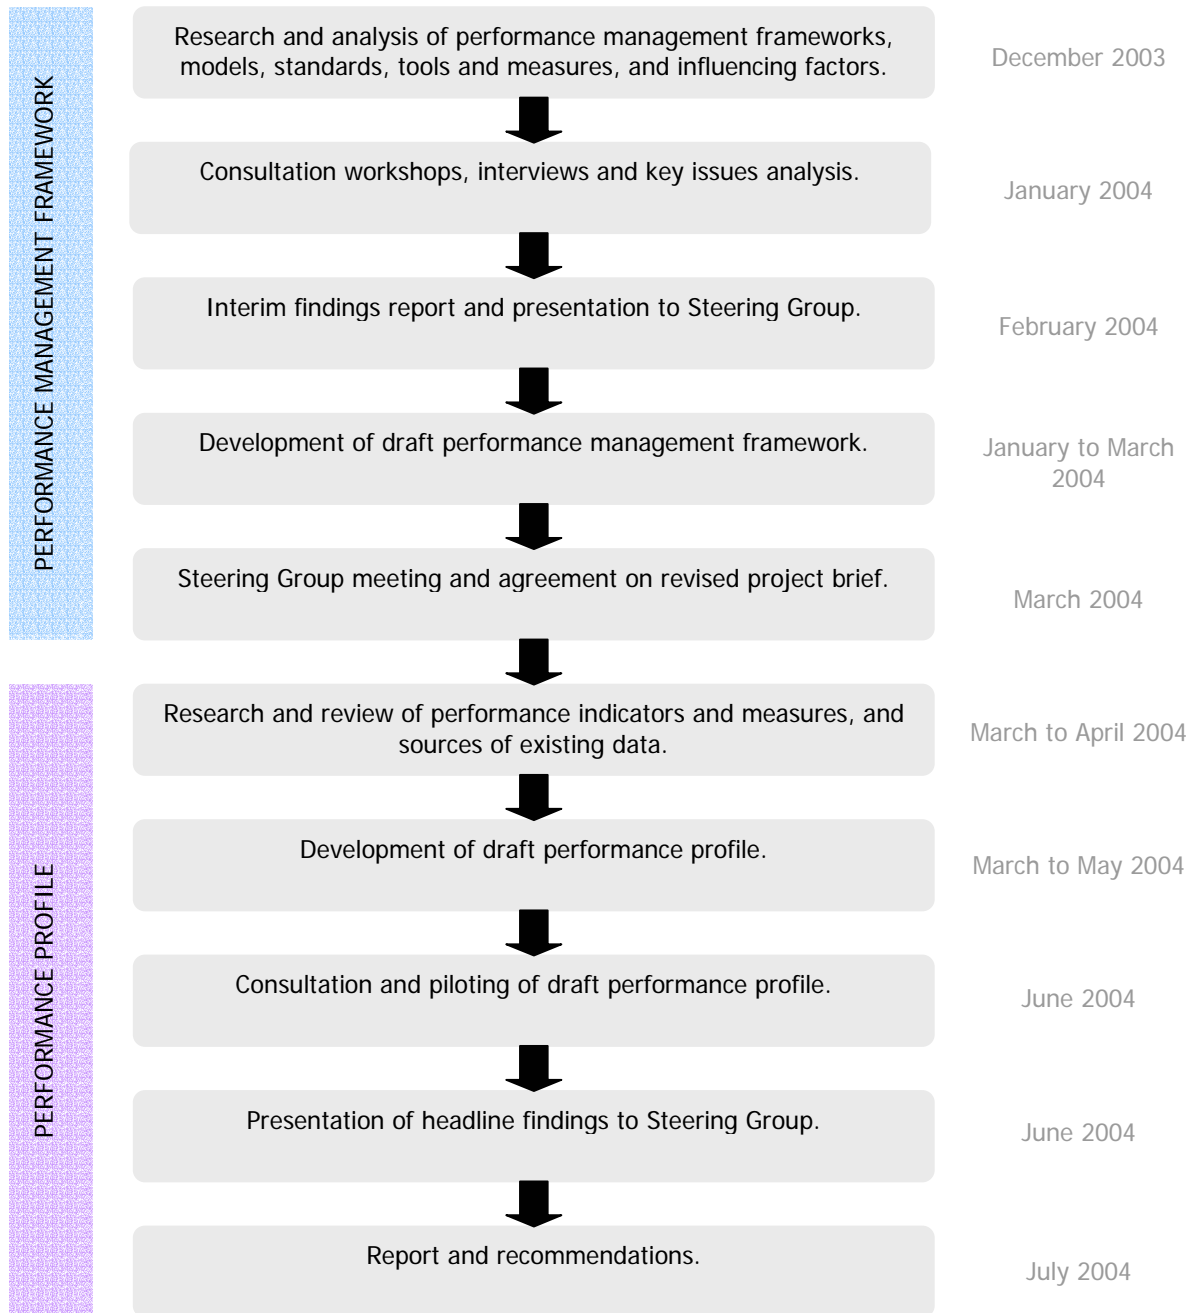 PERFORMANCE MANAGEMENT FRAMEWORK
Research and analysis of performance management frameworks,
models, standards, tools and measures, and influencing factors.
December 2003
Consultation workshops, interviews and key issues analysis.
January 2004
Interim findings report and presentation to Steering Group.
February 2004
Development of draft performance management framework.
January to March
2004
Steering Group meeting and agreement on revised project brief.
March 2004
PERFORMANCE PROFILE
Research and review of performance indicators and measures, and
sources of existing data.
March to April 2004
Development of draft performance profile.
March to May 2004
Consultation and piloting of draft performance profile.
June 2004
Presentation of headline findings to Steering Group.
June 2004
Report and recommendations.
July 2004